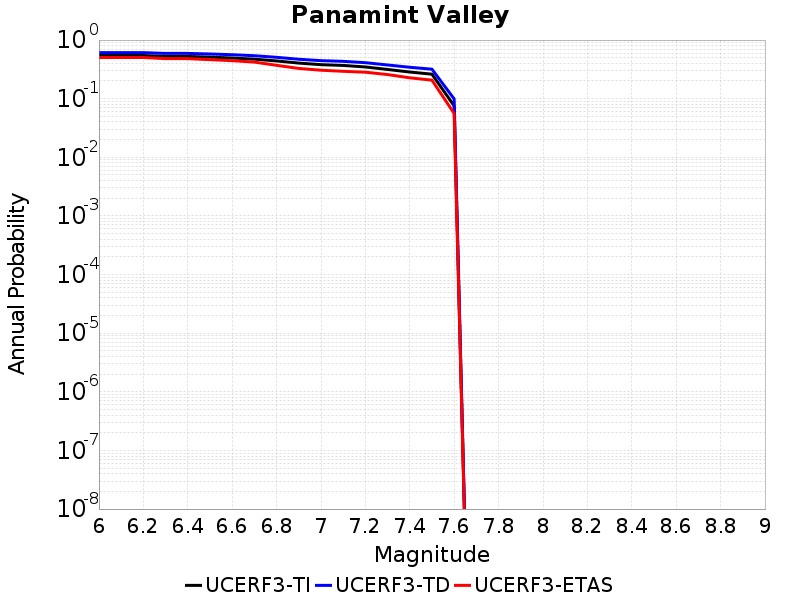 Panamint Valley
10^0
10^-1
10^-2
10^-3
10^-4
10^-5
10^-6
10^-7
10^-8
Annual Probability
6 6.2 6.4 6.6 6.8 7 7.2 7.4 7.6 7.8 8 8.2 8.4 8.6 8.8 9
Magnitude
UCERF3-TI UCERF3-TD UCERF3-ETAS